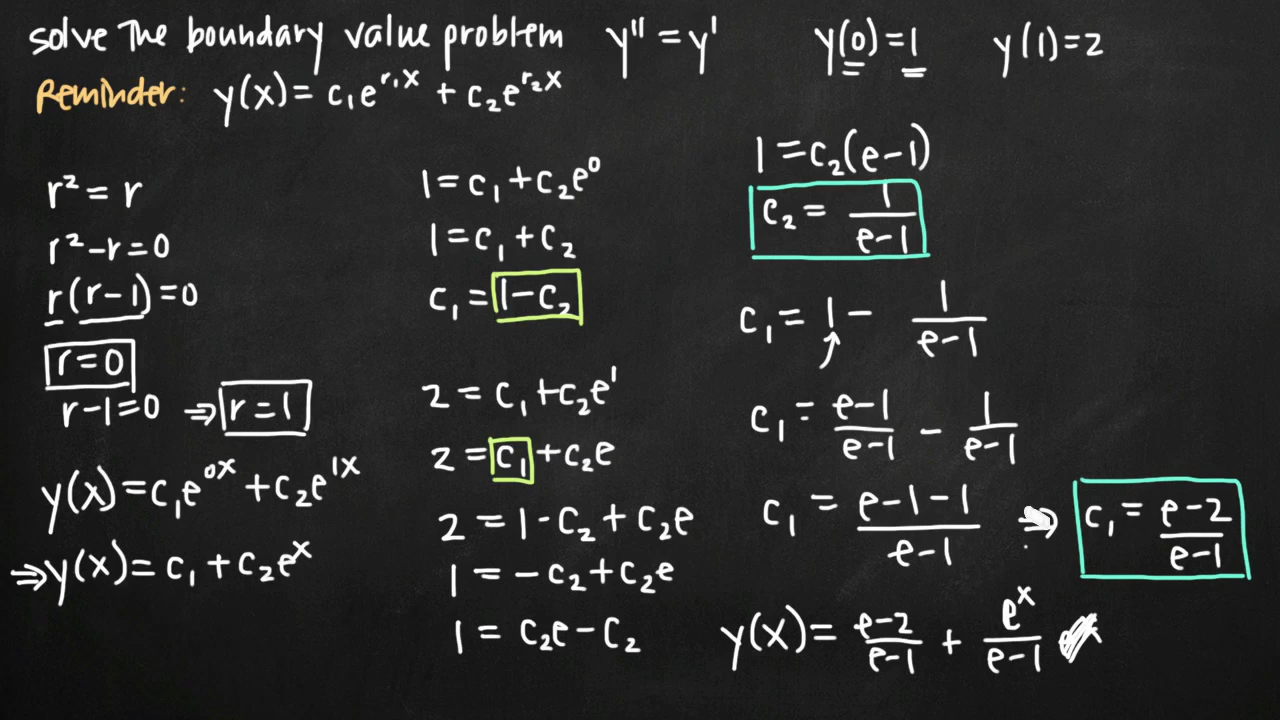 solve the boundary value problem y'' = y' y(0)=1 y(1)=2
Reminder: y(x)= c₁e^(r₁x) + c₂e^(r₂x)
r² = r
r²-r=0
r(r-1)=0
r=0
r-1=0 ⇒ r=1
y(x)=c₁e^(0x) + c₂e^(1x)
⇒ y(x)= c₁ + c₂e^x
1 = c₁ + c₂e⁰
1 = c₁ + c₂
c₁ = 1-c₂
2 = c₁+c₂e¹
2 = c₁ + c₂e
2 = 1-c₂ + c₂e
1 = -c₂+c₂e
1 = c₂e-c₂
1 = c₂(e-1)
c₂ = 1/(e-1)
c₁ = 1 - 1/(e-1)
c₁ = (e-1)/(e-1) - 1/(e-1)
c₁ = (e-1-1)/(e-1) ⇒ c₁ = (e-2)/(e-1)
y(x)= (e-2)/(e-1) + e^x/(e-1)